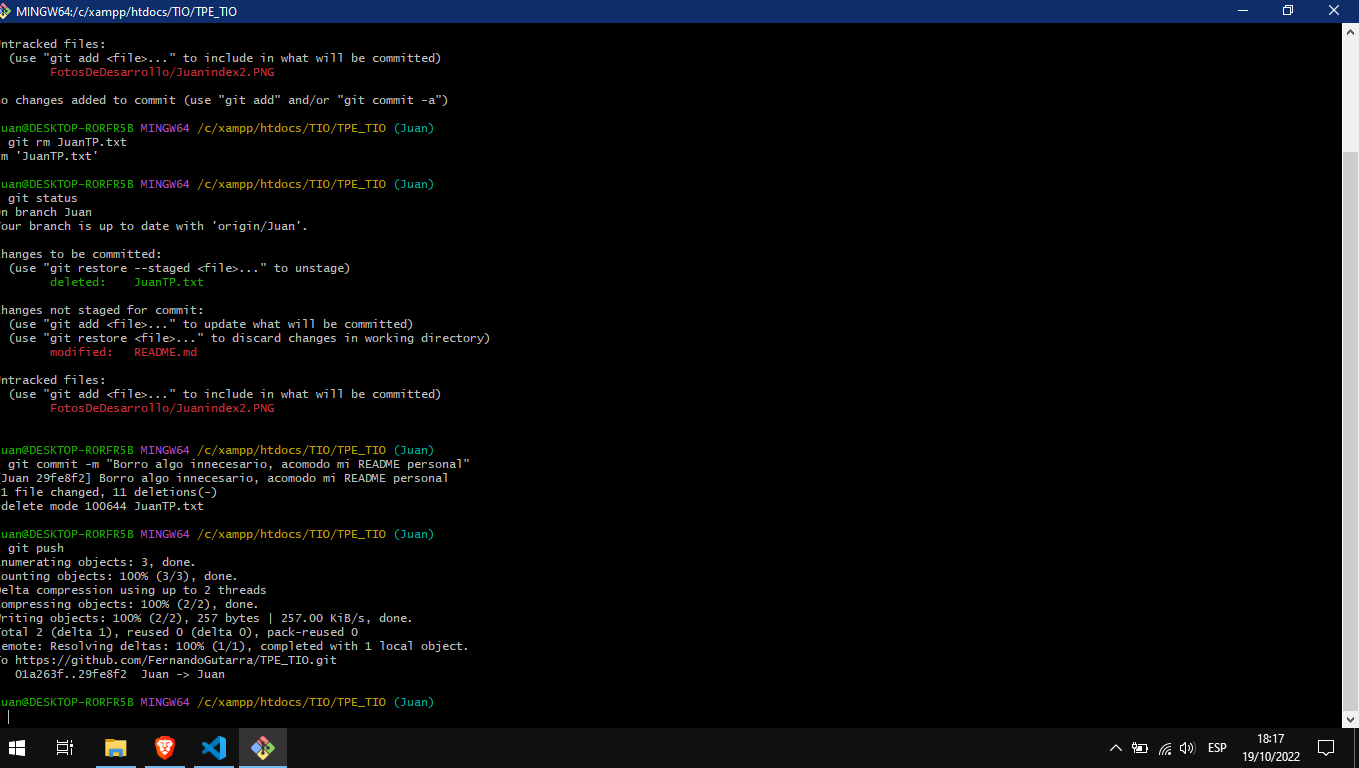 MINGW64:/c/xampp/htdocs/TIO/TPE_TIO
ntracked files:
(use "git add <file>..." to include in what will be committed)
FotosDeDesarrollo/Juanindex2.PNG
o changes added to commit (use "git add" and/or "git commit -a")
uan@DESKTOP-RORFR5B MINGW64 /c/xampp/htdocs/TIO/TPE_TIO (Juan)
git rm JuanTP.txt
m 'JuanTP.txt'
uan@DESKTOP-RORFR5B MINGW64 /c/xampp/htdocs/TIO/TPE_TIO (Juan)
git status
n branch Juan
our branch is up to date with 'origin/Juan'.
hanges to be committed:
(use "git restore --staged <file>..." to unstage)
deleted: JuanTP.txt
hanges not staged for commit:
(use "git add <file>..." to update what will be committed)
(use "git restore <file>..." to discard changes in working directory)
modified: README.md
ntracked files:
(use "git add <file>..." to include in what will be committed)
FotosDeDesarrollo/Juanindex2.PNG
uan@DESKTOP-RORFR5B MINGW64 /c/xampp/htdocs/TIO/TPE_TIO (Juan)
git commit -m "Borro algo innecesario, acomodo mi README personal"
[Juan 29fe8f2] Borro algo innecesario, acomodo mi README personal
1 file changed, 11 deletions(-)
delete mode 100644 JuanTP.txt
uan@DESKTOP-RORFR5B MINGW64 /c/xampp/htdocs/TIO/TPE_TIO (Juan)
git push
numerating objects: 3, done.
ounting objects: 100% (3/3), done.
elta compression using up to 2 threads
ompressing objects: 100% (2/2), done.
riting objects: 100% (2/2), 257 bytes | 257.00 KiB/s, done.
otal 2 (delta 1), reused 0 (delta 0), pack-reused 0
emote: Resolving deltas: 100% (1/1), completed with 1 local object.
o https://github.com/FernandoGutarra/TPE_TIO.git
01a263f..29fe8f2 Juan -> Juan
uan@DESKTOP-RORFR5B MINGW64 /c/xampp/htdocs/TIO/TPE_TIO (Juan)
ESP
18:17
19/10/2022